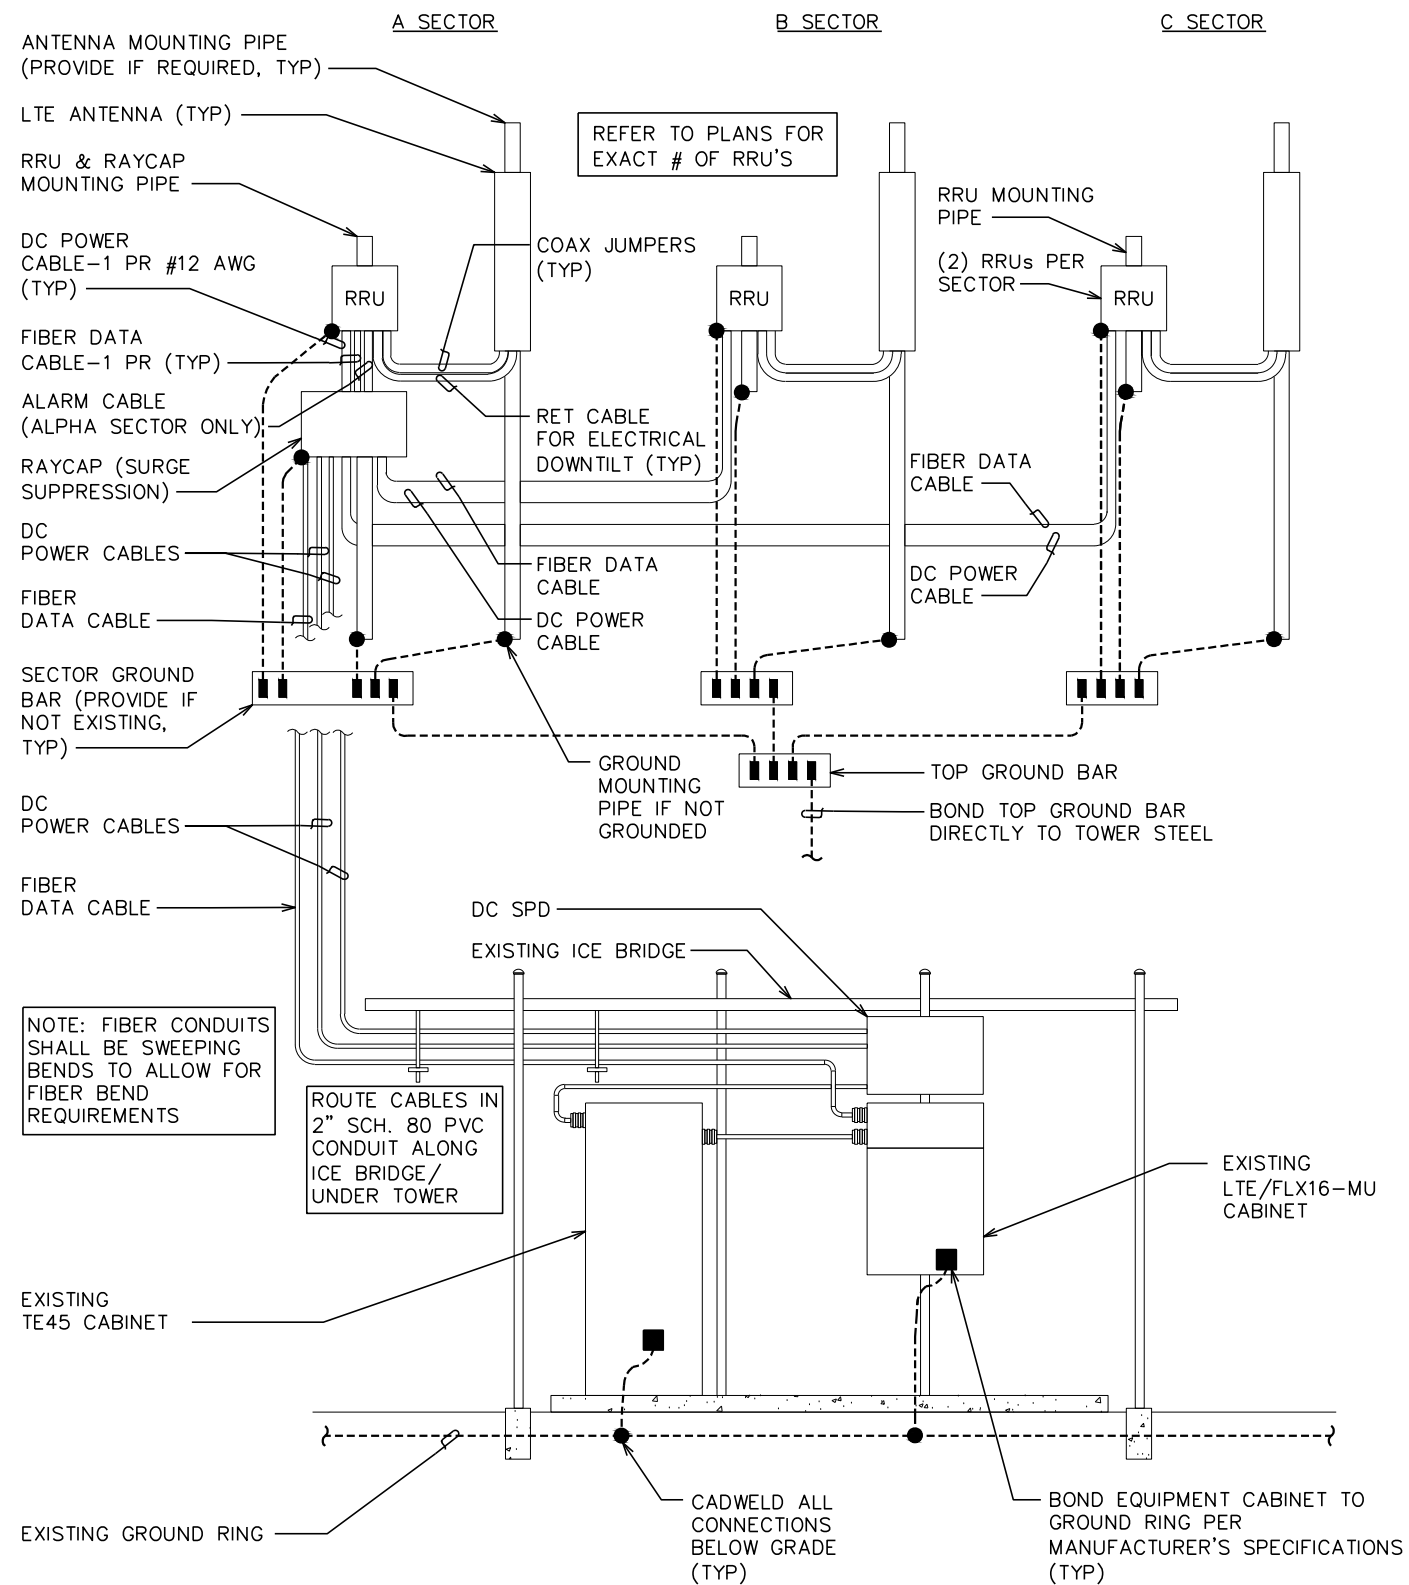 A SECTOR
B SECTOR
C SECTOR
ANTENNA MOUNTING PIPE
(PROVIDE IF REQUIRED, TYP)
LTE ANTENNA (TYP)
RRU & RAYCAP
MOUNTING PIPE
DC POWER
CABLE-1 PR #12 AWG
(TYP)
FIBER DATA
CABLE-1 PR (TYP)
ALARM CABLE
(ALPHA SECTOR ONLY)
RAYCAP (SURGE
SUPPRESSION)
DC
POWER CABLES
FIBER
DATA CABLE
SECTOR GROUND
BAR (PROVIDE IF
NOT EXISTING,
TYP)
REFER TO PLANS FOR
EXACT # OF RRU'S
RRU
COAX JUMPERS
(TYP)
RRU
RRU MOUNTING
PIPE
(2) RRUs PER
SECTOR
RRU
RET CABLE
FOR ELECTRICAL
DOWNTILT (TYP)
FIBER DATA
CABLE
DC POWER
CABLE
FIBER DATA
CABLE
DC POWER
CABLE
GROUND
MOUNTING
PIPE IF NOT
GROUNDED
TOP GROUND BAR
BOND TOP GROUND BAR
DIRECTLY TO TOWER STEEL
DC
POWER CABLES
FIBER
DATA CABLE
DC SPD
EXISTING ICE BRIDGE
NOTE: FIBER CONDUITS
SHALL BE SWEEPING
BENDS TO ALLOW FOR
FIBER BEND
REQUIREMENTS
ROUTE CABLES IN
2" SCH. 80 PVC
CONDUIT ALONG
ICE BRIDGE/
UNDER TOWER
EXISTING
LTE/FLX16-MU
CABINET
EXISTING
TE45 CABINET
EXISTING GROUND RING
CADWELD ALL
CONNECTIONS
BELOW GRADE
(TYP)
BOND EQUIPMENT CABINET TO
GROUND RING PER
MANUFACTURER'S SPECIFICATIONS
(TYP)